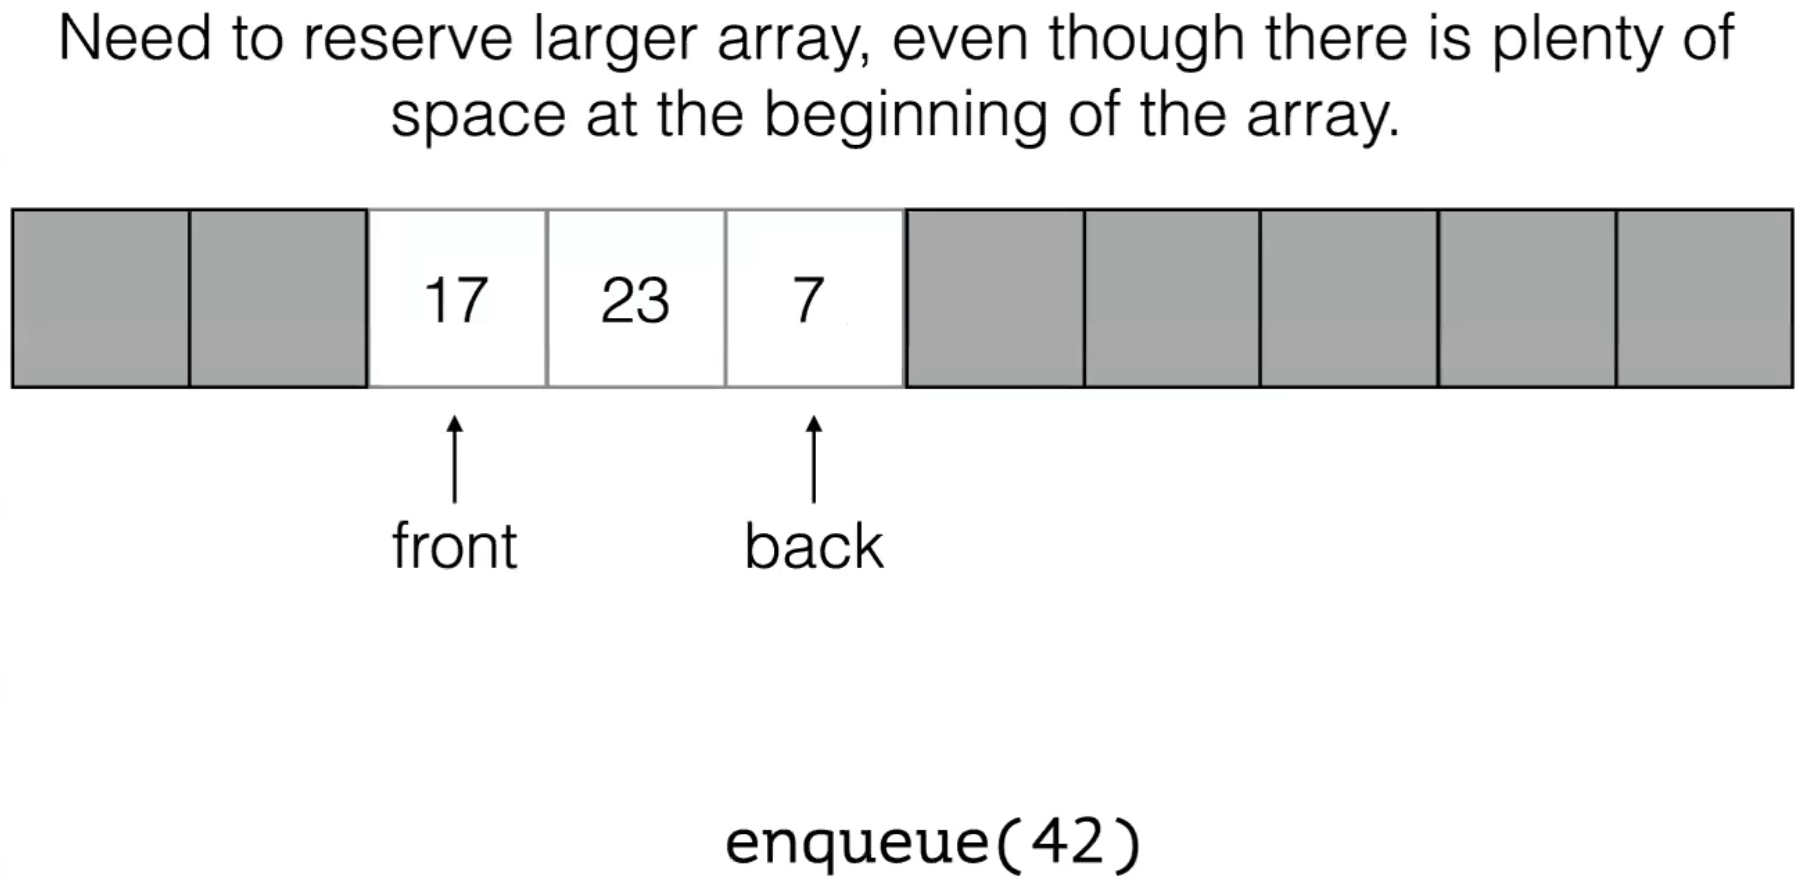 Need to reserve larger array, even though there is plenty of
space at the beginning of the array.
17 23 7
front back
enqueue(42)